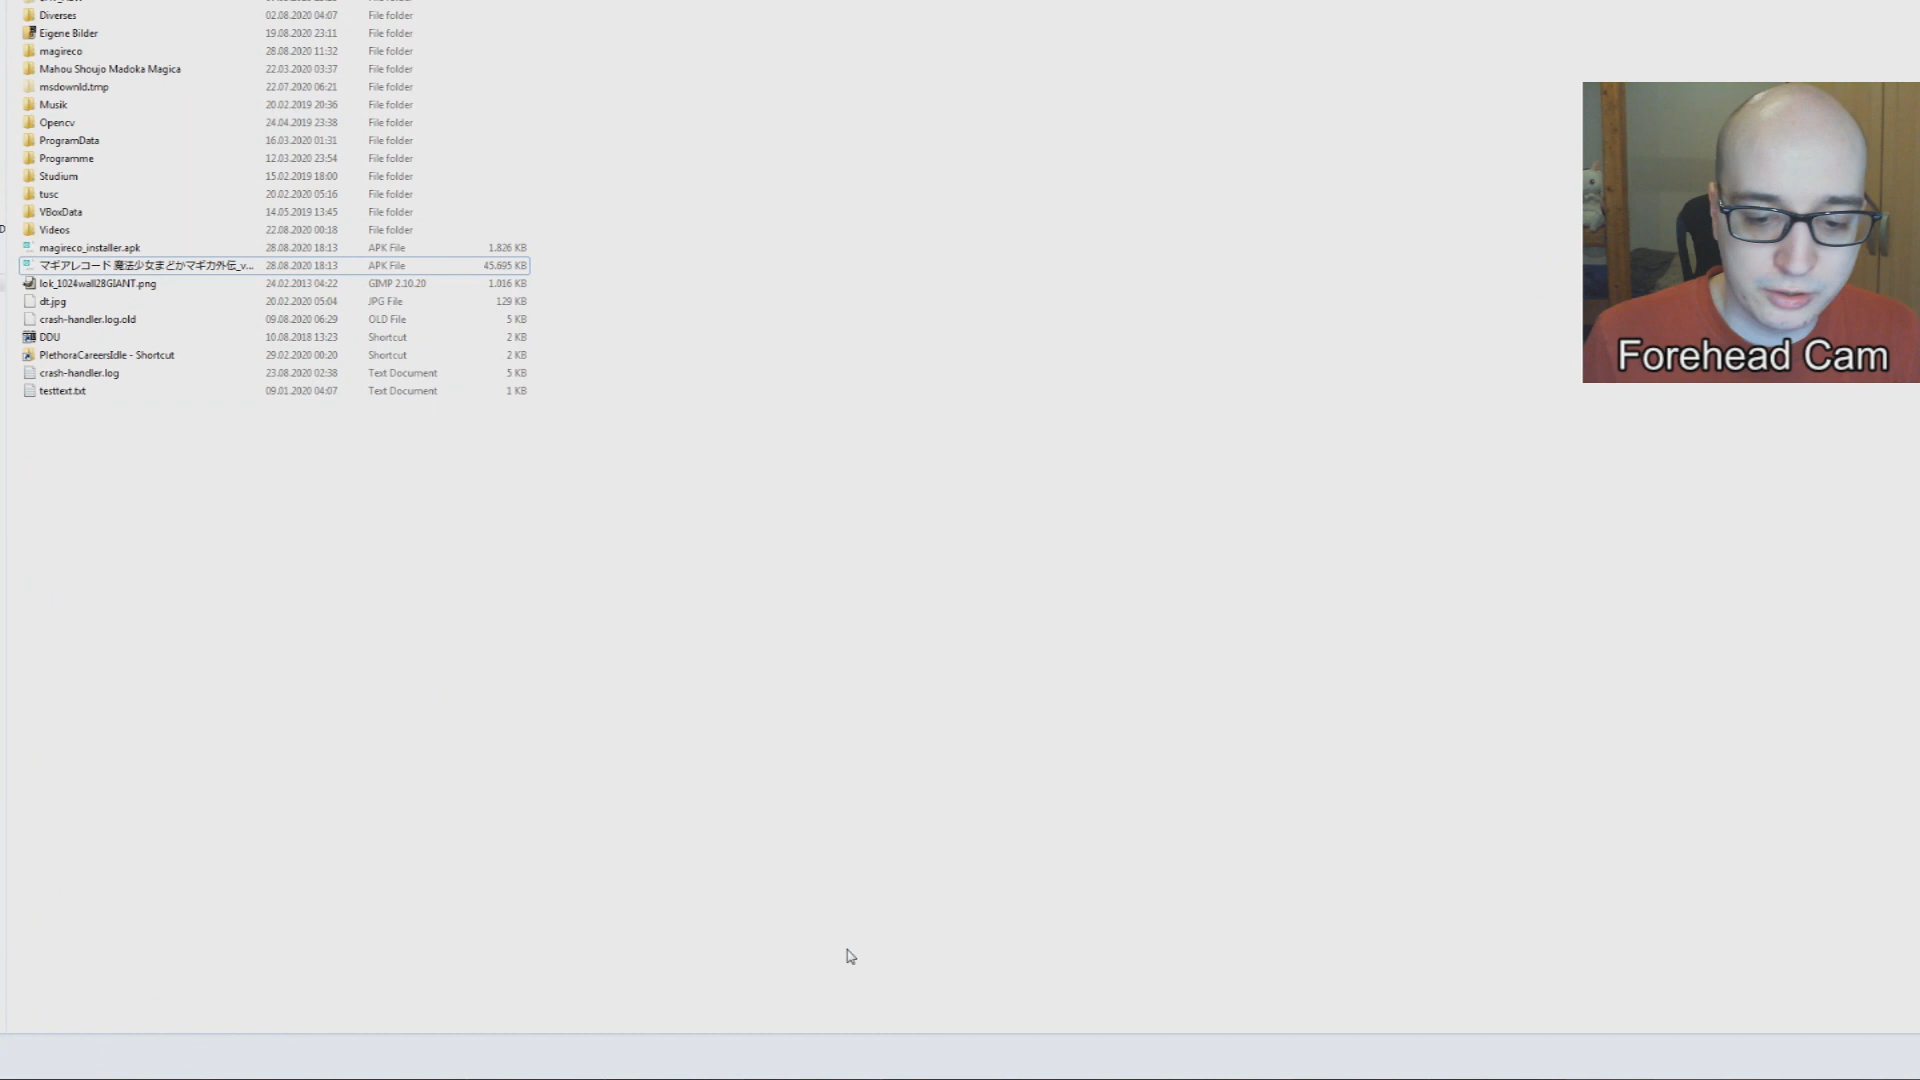 Diverses 02.08.2020 04:07 File folder
Eigene Bilder 19.08.2020 23:11 File folder
magireco 28.08.2020 11:32 File folder
Mahou Shoujo Madoka Magica 22.03.2020 03:37 File folder
msdownld.tmp 22.07.2020 06:21 File folder
Musik 20.02.2019 20:36 File folder
Opencv 24.04.2019 23:38 File folder
ProgramData 16.03.2020 01:31 File folder
Programme 12.03.2020 23:54 File folder
Studium 15.02.2019 18:00 File folder
tusc 20.02.2020 05:16 File folder
VBoxData 14.05.2019 13:45 File folder
Videos 22.08.2020 00:18 File folder
magireco_installer.apk 28.08.2020 18:13 APK File 1.826 KB
マギアレコード 魔法少女まどかマギカ外伝_v... 28.08.2020 18:13 APK File 45.695 KB
lok_1024wall28GIANT.png 24.02.2013 04:22 GIMP 2.10.20 1.016 KB
dt.jpg 20.02.2020 05:04 JPG File 129 KB
crash-handler.log.old 09.08.2020 06:29 OLD File 5 KB
DDU 10.08.2018 13:23 Shortcut 2 KB
PlethoraCareersIdle - Shortcut 29.02.2020 00:20 Shortcut 2 KB
crash-handler.log 23.08.2020 02:38 Text Document 5 KB
testtext.txt 09.01.2020 04:07 Text Document 1 KB
Forehead Cam